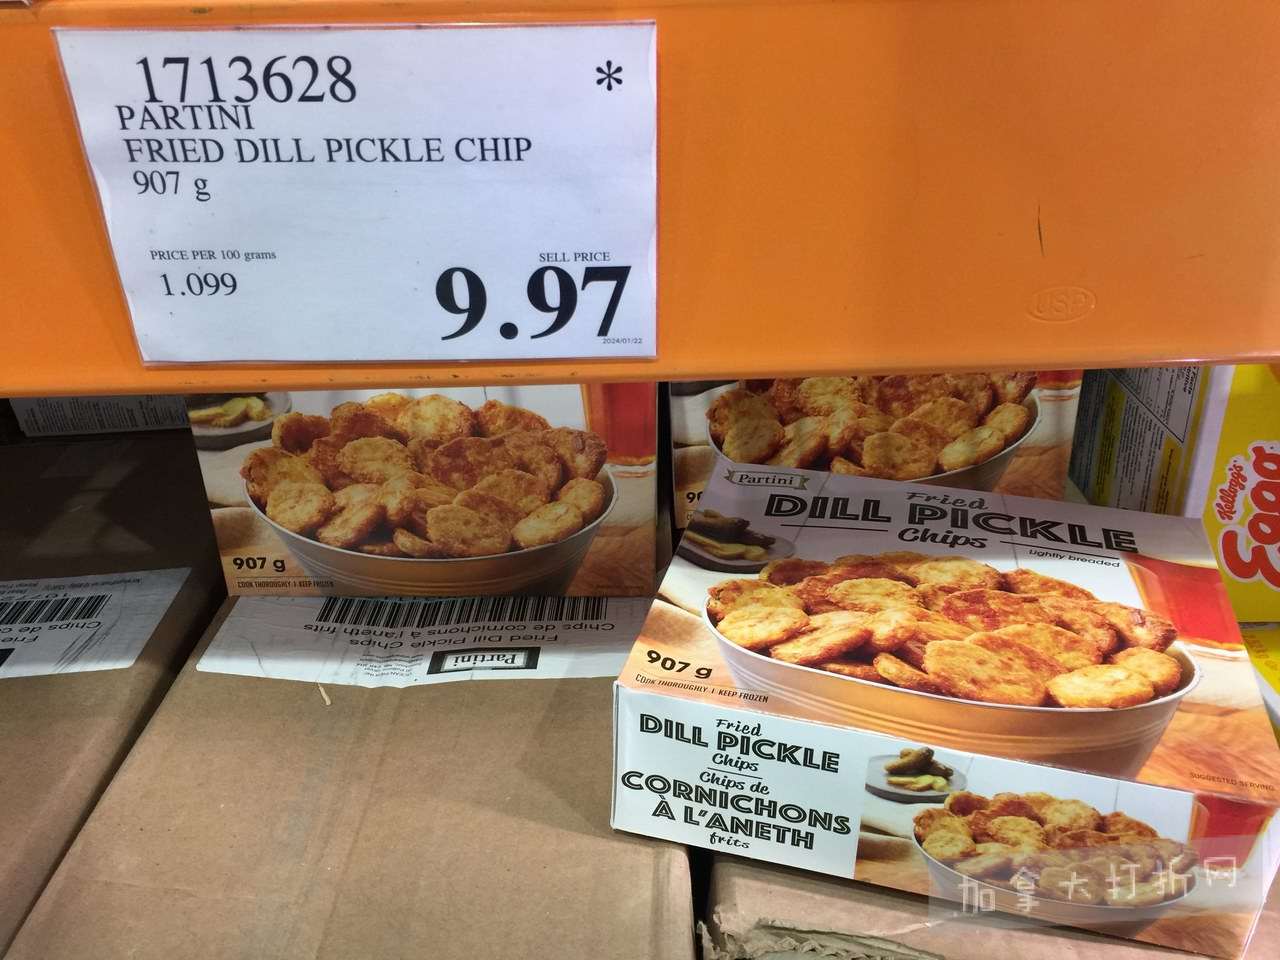 1713628
*
PARTINI
FRIED DILL PICKLE CHIP
907 g
PRICE PER 100 grams
1.099
SELL PRICE
9.97
2024/01/22
USP
907 g
COOK THOROUGHLY · KEEP FROZEN
Partini
Fried
DILL PICKLE
Chips
Lightly breaded
907 g
COOK THOROUGHLY · KEEP FROZEN
SUGGESTED SERVING
Fried
DILL PICKLE
Chips
Chips de
CORNICHONS
À L'ANETH
frits
Partini
Fried Dill Pickle Chips
Chips de cornichons à l'aneth frits
Kellogg's
Eggo
加拿大打折网